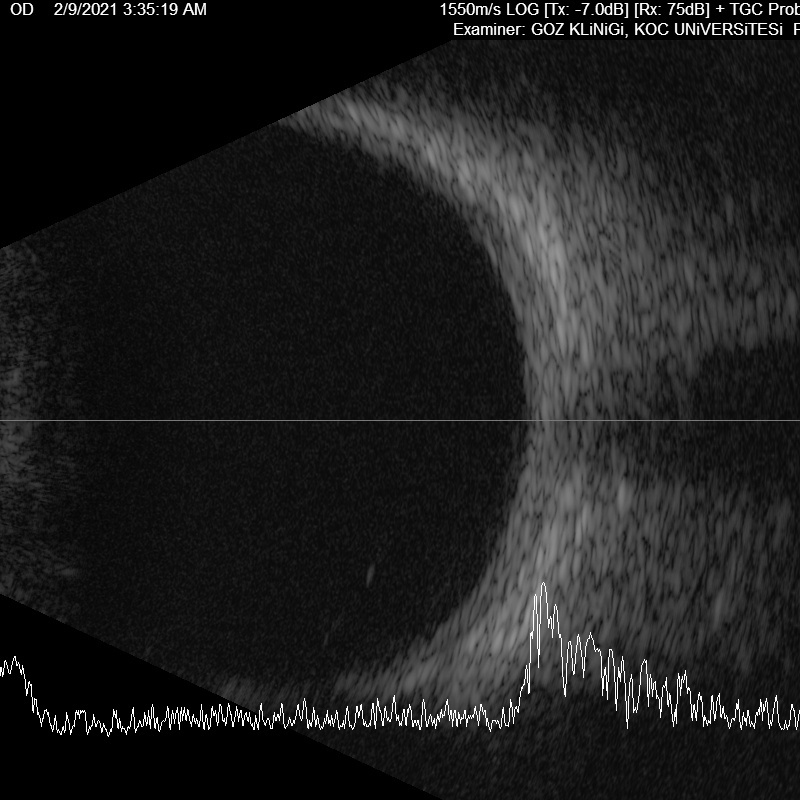 OD 2/9/2021 3:35:19 AM 1550m/s LOG [Tx: -7.0dB] [Rx: 75dB] + TGC Prob
Examiner: GOZ KLiNiGi, KOC UNiVERSiTESi P